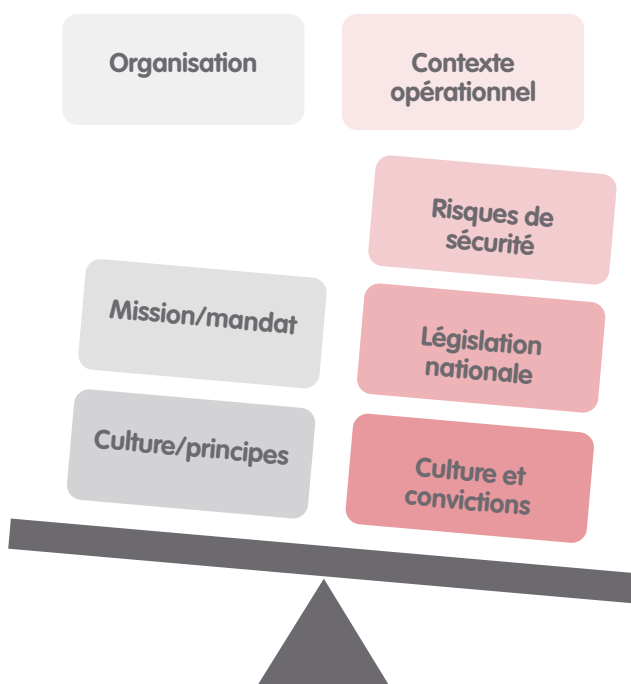 Organisation
Contexte
opérationnel
Risques de
sécurité
Mission/mandat
Législation
nationale
Culture/principes
Culture et
convictions